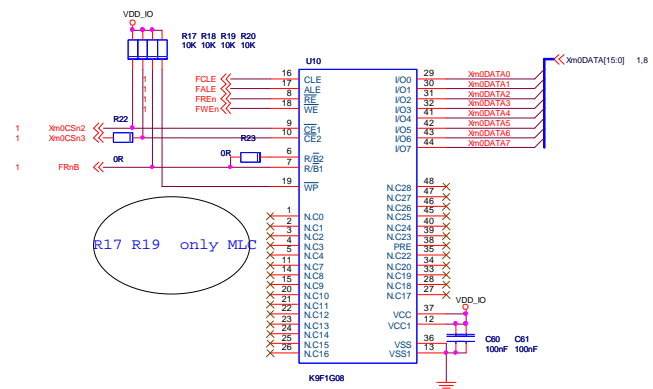 VDD_IO
R17 R18 R19 R20
10K 10K 10K 10K
U10
FCLE 16 CLE
FALE 17 ALE
FREn 8 RE
FWEn 18 WE
1
1
1
1
R22
1 Xm0CSn2 9 CE1
1 Xm0CSn3 10 CE2
0R
R23
0R
6 R/B2
1 FRnB 7 R/B1
19 WP
R17 R19 only MLC
1 N.C0
2 N.C1
3 N.C2
4 N.C3
5 N.C4
11 N.C7
14 N.C8
15 N.C9
20 N.C10
21 N.C11
22 N.C12
23 N.C13
24 N.C14
25 N.C15
26 N.C16
I/O0 29 Xm0DATA0
I/O1 30 Xm0DATA1
I/O2 31 Xm0DATA2
I/O3 32 Xm0DATA3
I/O4 41 Xm0DATA4
I/O5 42 Xm0DATA5
I/O6 43 Xm0DATA6
I/O7 44 Xm0DATA7
Xm0DATA[15:0] 1,8
N.C28 48
N.C27 47
N.C26 46
N.C25 45
N.C24 40
N.C23 39
PRE 38
N.C22 35
N.C20 34
N.C19 33
N.C18 28
N.C17 27
VDD_IO
VCC 37
VCC1 12
VSS 36
VSS1 13
C60 C61
100nF 100nF
K9F1G08